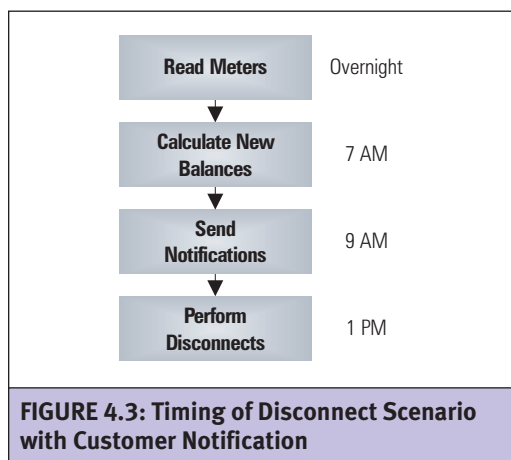 Read Meters
Overnight
Calculate New
Balances
7 AM
Send
Notifications
9 AM
Perform
Disconnects
1 PM
FIGURE 4.3: Timing of Disconnect Scenario
with Customer Notification